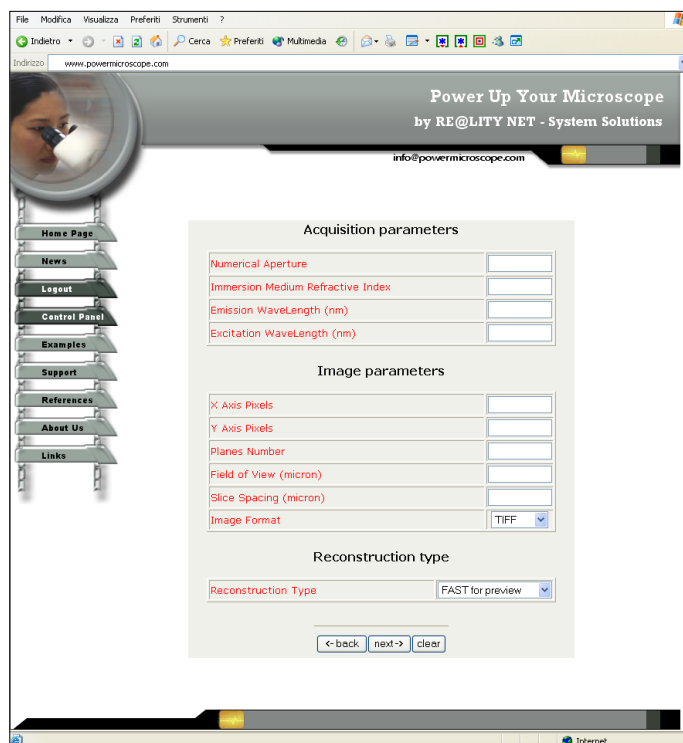 File Modifica Visualizza Preferiti Strumenti ?
Indietro Cerca Preferiti Multimedia
Indirizzo www.powermicroscope.com
Power Up Your Microscope
by RE@LITY NET - System Solutions
info@powermicroscope.com
Home Page
News
Logout
Control Panel
Examples
Support
References
About Us
Links
Acquisition parameters
Numerical Aperture
Immersion Medium Refractive Index
Emission WaveLength (nm)
Excitation WaveLength (nm)
Image parameters
X Axis Pixels
Y Axis Pixels
Planes Number
Field of View (micron)
Slice Spacing (micron)
Image Format TIFF
Reconstruction type
Reconstruction Type FAST for preview
<- back next-> clear
Internet